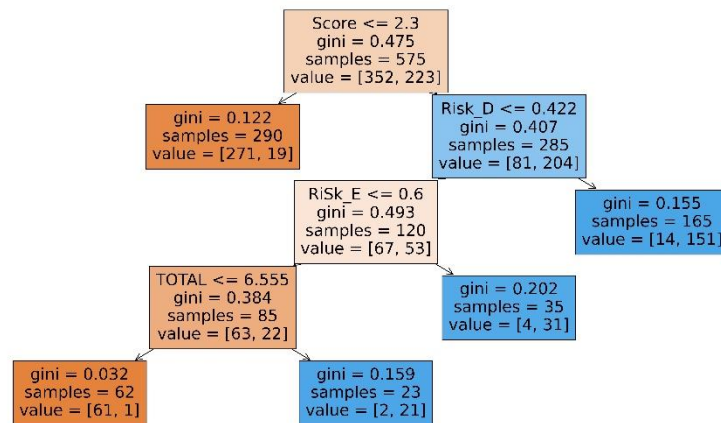 Score <= 2.3
gini = 0.475
samples = 575
value = [352, 223]
gini = 0.122
samples = 290
value = [271, 19]
Risk_D <= 0.422
gini = 0.407
samples = 285
value = [81, 204]
RiSk_E <= 0.6
gini = 0.493
samples = 120
value = [67, 53]
gini = 0.155
samples = 165
value = [14, 151]
TOTAL <= 6.555
gini = 0.384
samples = 85
value = [63, 22]
gini = 0.202
samples = 35
value = [4, 31]
gini = 0.032
samples = 62
value = [61, 1]
gini = 0.159
samples = 23
value = [2, 21]